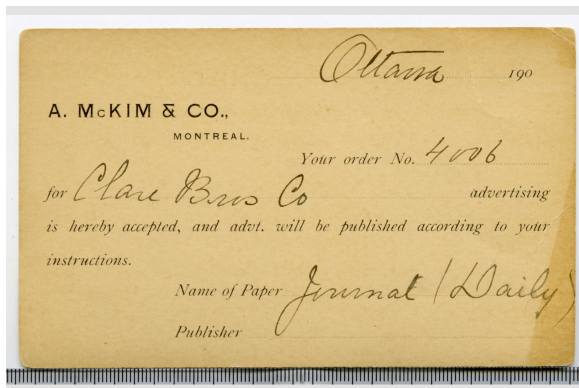 Ottawa 190
A. McKIM & CO.,
MONTREAL.
Your order No. 4006
for Clare Bros Co advertising
is hereby accepted, and advt. will be published according to your
instructions.
Name of Paper Journal (Daily)
Publisher